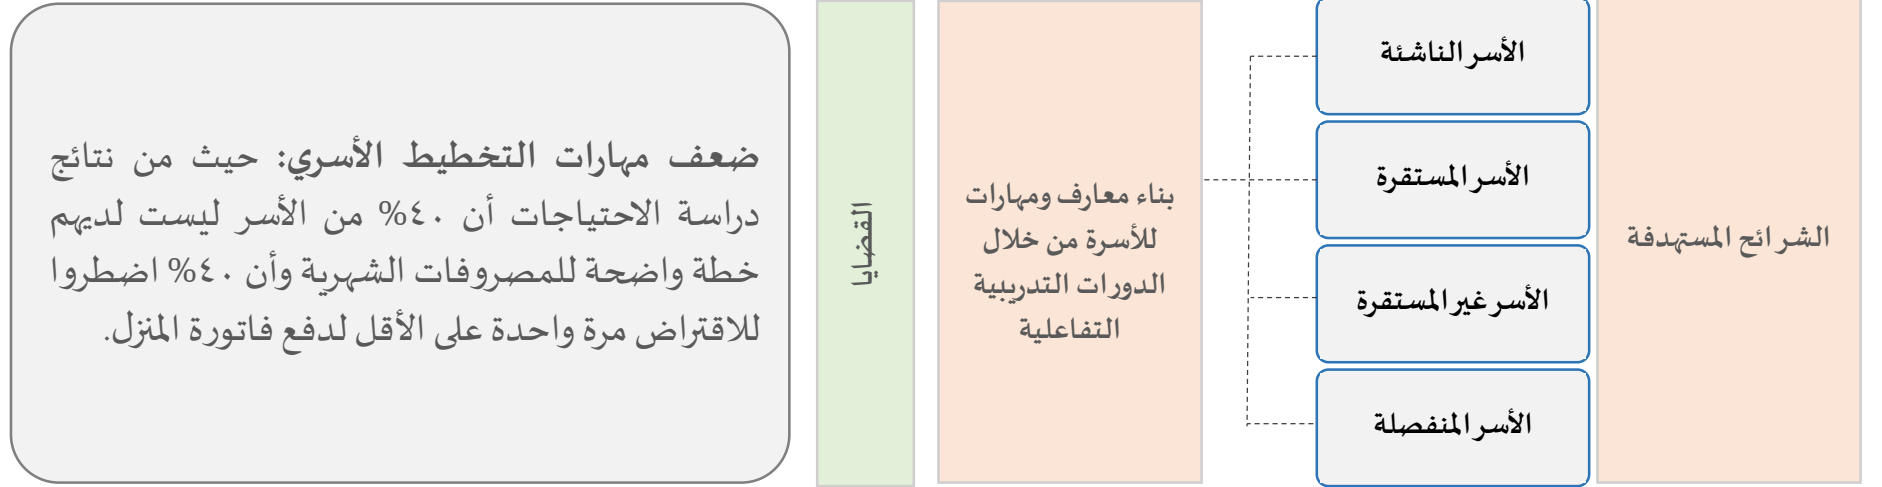 الشرائح المستهدفة
الأسر الناشئة
الأسر المستقرة
الأسر غير المستقرة
الأسر المنفصلة
بناء معارف ومهارات
للأسرة من خلال
الدورات التدريبية
التفاعلية
القضايا
ضعف مهارات التخطيط الأسري: حيث من نتائج
دراسة الاحتياجات أن ٤٠% من الأسر ليست لديهم
خطة واضحة للمصروفات الشهرية وأن ٤٠% اضطروا
للاقتراض مرة واحدة على الأقل لدفع فاتورة المنزل.